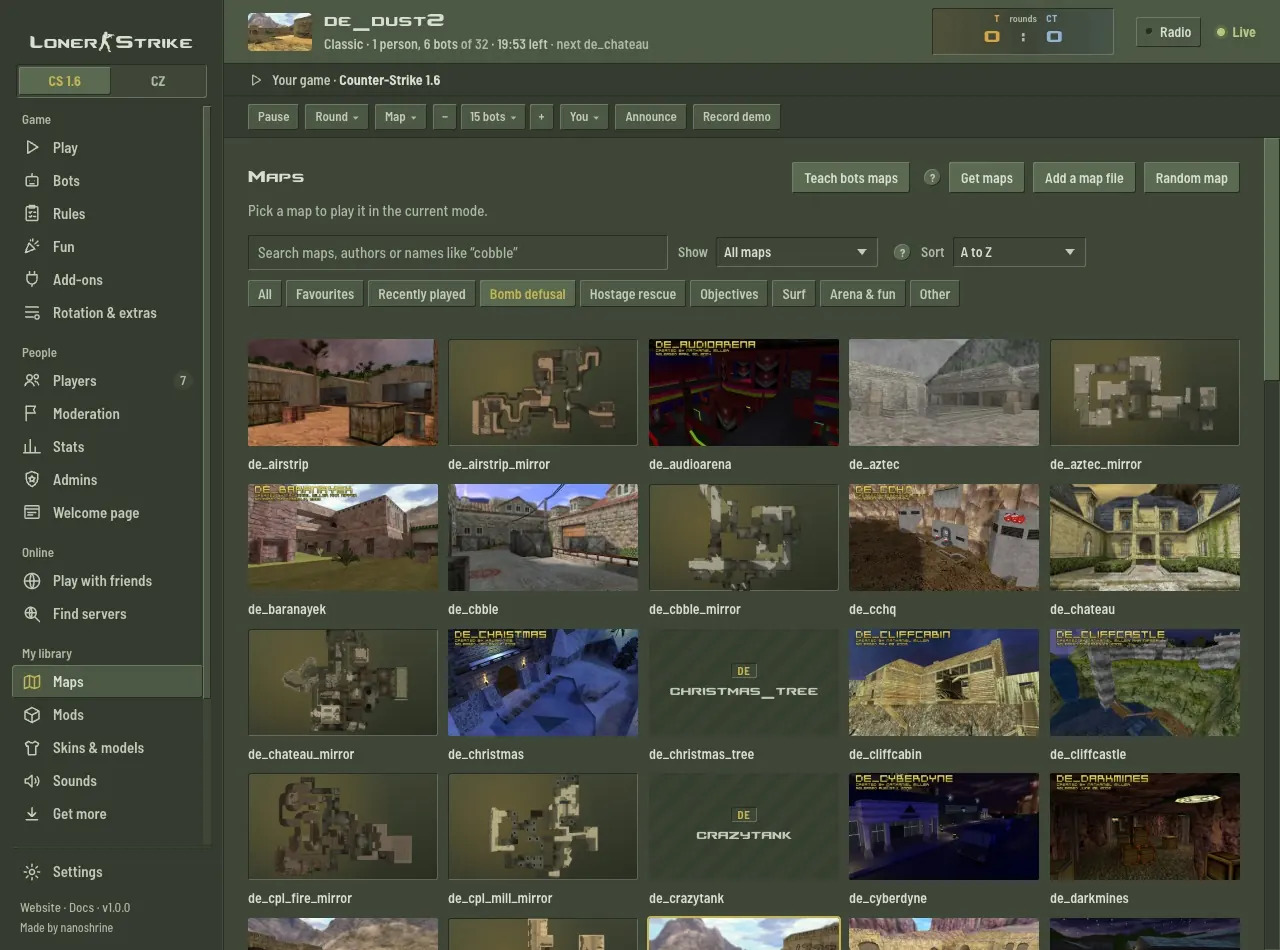 LONER STRIKE
CS 1.6
CZ
Game
Play
Bots
Rules
Fun
Add-ons
Rotation & extras
People
Players
7
Moderation
Stats
Admins
Welcome page
Online
Play with friends
Find servers
My library
Maps
Mods
Skins & models
Sounds
Get more
Settings
Website · Docs · v1.0.0
Made by nanoshrine
DE_DUST2
Classic · 1 person, 6 bots of 32 · 19:53 left · next de_chateau
T rounds CT
0 : 0
Radio
Live
Your game · Counter-Strike 1.6
Pause
Round
Map
−
15 bots
+
You
Announce
Record demo
MAPS
Teach bots maps
?
Get maps
Add a map file
Random map
Pick a map to play it in the current mode.
Search maps, authors or names like “cobble”
Show
All maps
?
Sort
A to Z
All
Favourites
Recently played
Bomb defusal
Hostage rescue
Objectives
Surf
Arena & fun
Other
DE_AUDIOARENA
de_airstrip
de_airstrip_mirror
de_audioarena
de_aztec
de_aztec_mirror
DE_BARANAYEK
DE_CCHQ
de_baranayek
de_cbble
de_cbble_mirror
de_cchq
de_chateau
DE_CHRISTMAS
DE
CHRISTMAS_TREE
DE_CLIFFCABIN
DE_CLIFFCASTLE
de_chateau_mirror
de_christmas
de_christmas_tree
de_cliffcabin
de_cliffcastle
DE
CRAZYTANK
DE_CYBERDYNE
DE_DARKMINES
de_cpl_fire_mirror
de_cpl_mill_mirror
de_crazytank
de_cyberdyne
de_darkmines